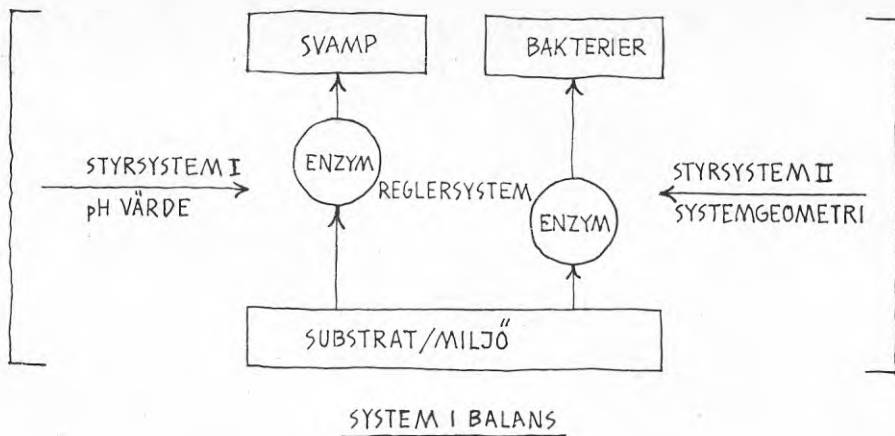 SVAMP
BAKTERIER
ENZYM
STYRSYSTEM I
pH VÄRDE
REGLERSYSTEM
STYRSYSTEM II
SYSTEMGEOMETRI
ENZYM
SUBSTRAT/MILJÖ
SYSTEM I BALANS